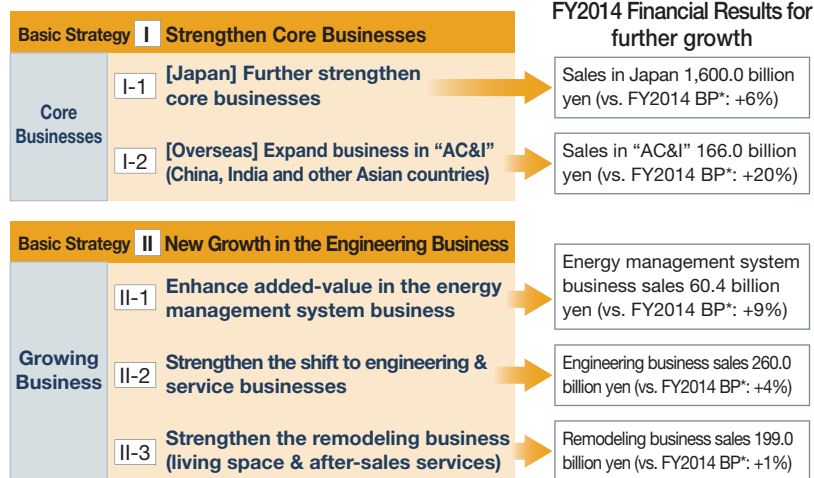 FY2014 Financial Results for
further growth
Basic Strategy I Strengthen Core Businesses
Core
Businesses
I-1
[Japan] Further strengthen
core businesses
Sales in Japan 1,600.0 billion
yen (vs. FY2014 BP*: +6%)
I-2
[Overseas] Expand business in “AC&I”
(China, India and other Asian countries)
Sales in “AC&I” 166.0 billion
yen (vs. FY2014 BP*: +20%)
Basic Strategy II New Growth in the Engineering Business
Growing
Business
II-1
Enhance added-value in the energy
management system business
Energy management system
business sales 60.4 billion
yen (vs. FY2014 BP*: +9%)
II-2
Strengthen the shift to engineering &
service businesses
Engineering business sales 260.0
billion yen (vs. FY2014 BP*: +4%)
II-3
Strengthen the remodeling business
(living space & after-sales services)
Remodeling business sales 199.0
billion yen (vs. FY2014 BP*: +1%)